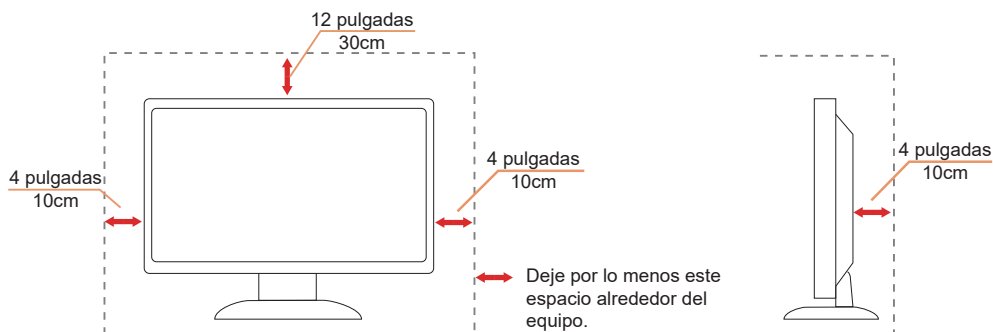 12 pulgadas
30cm
4 pulgadas
10cm
4 pulgadas
10cm
4 pulgadas
10cm
Deje por lo menos este
espacio alrededor del
equipo.